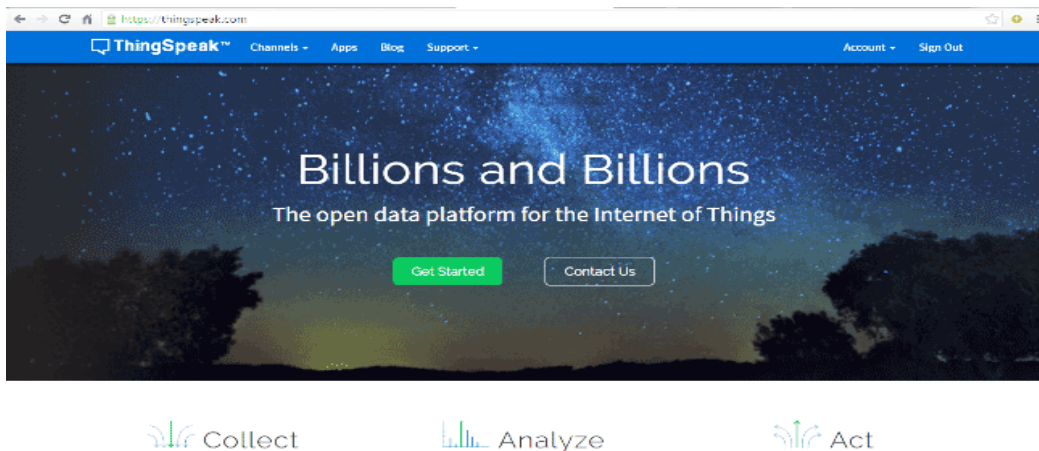 https://thingspeak.com
ThingSpeak™ Channels Apps Blog Support Account Sign Out
Billions and Billions
The open data platform for the Internet of Things
Get Started Contact Us
Collect Analyze Act